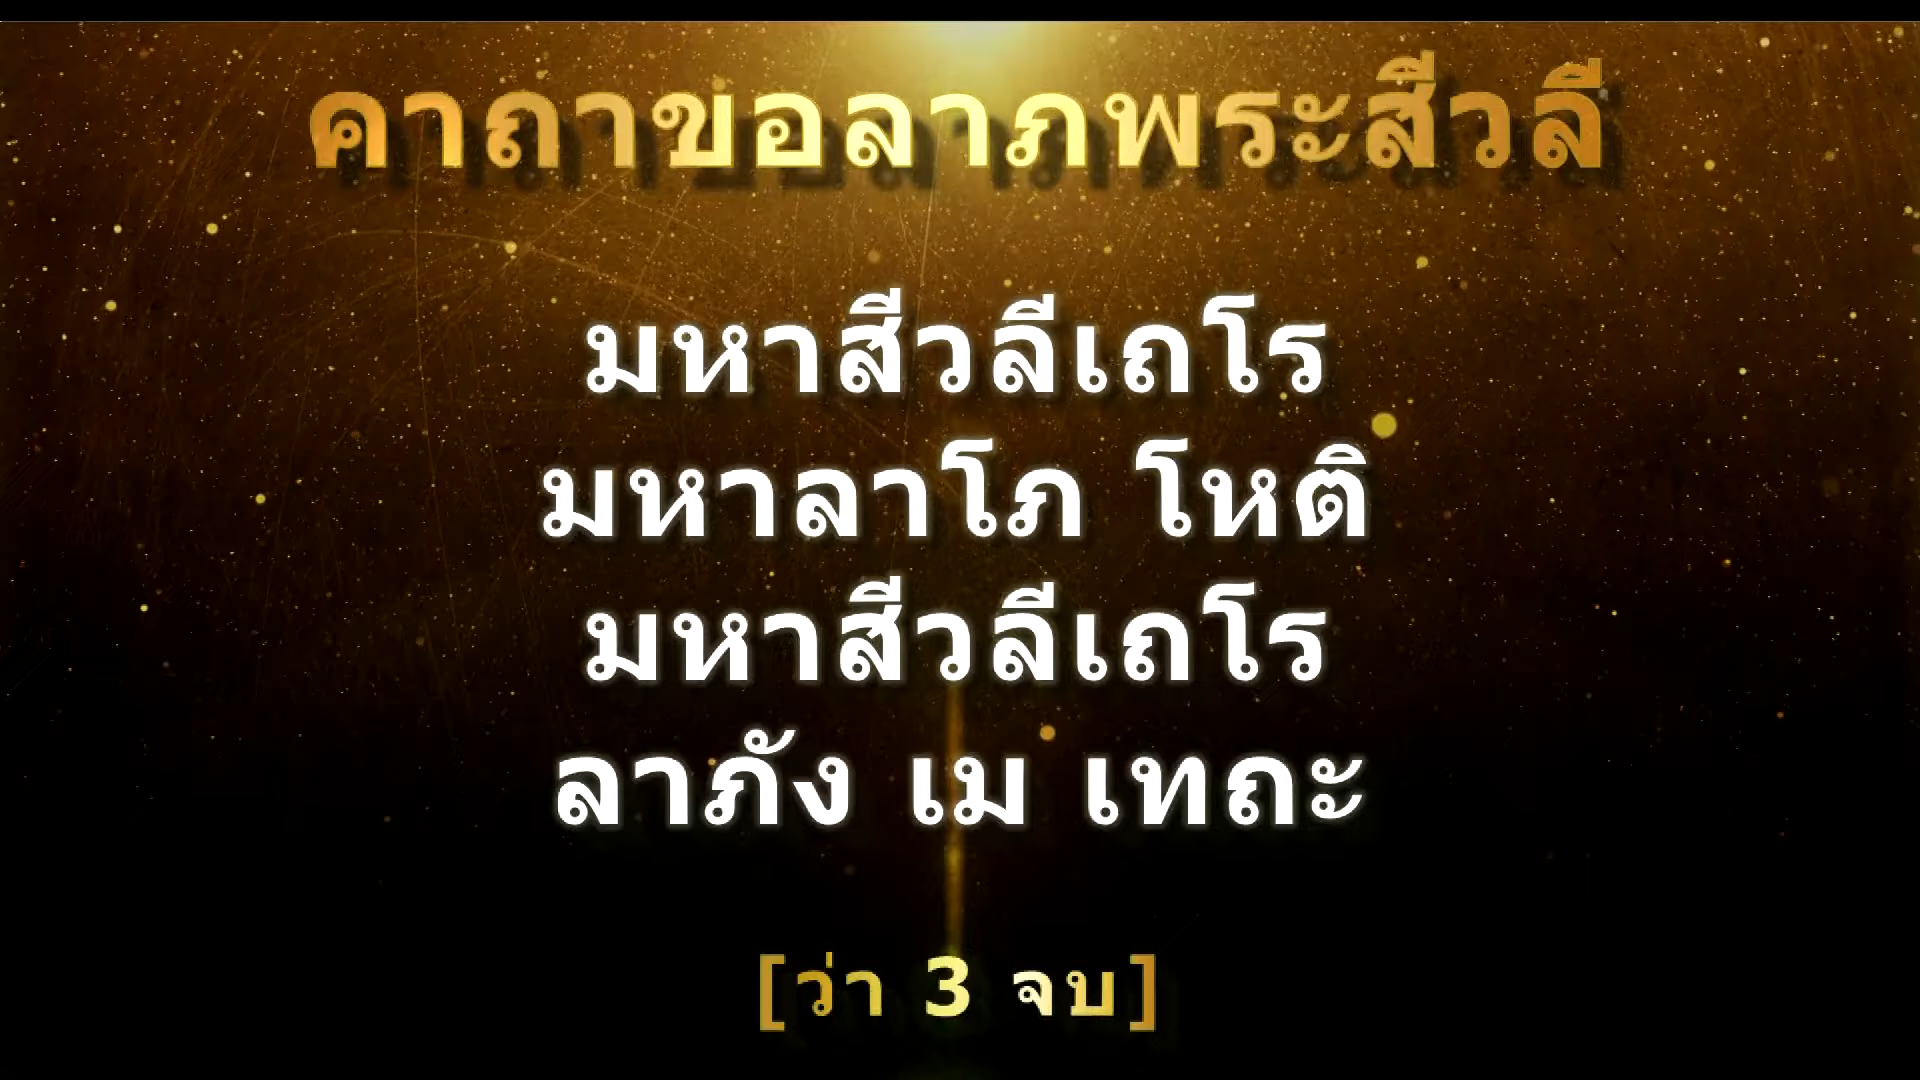 คาถาขอลาภพระสีวลี
มหาสีวลีเถโร
มหาลาโภ โหติ
มหาสีวลีเถโร
ลาภัง เม เทถะ
[ว่า 3 จบ]